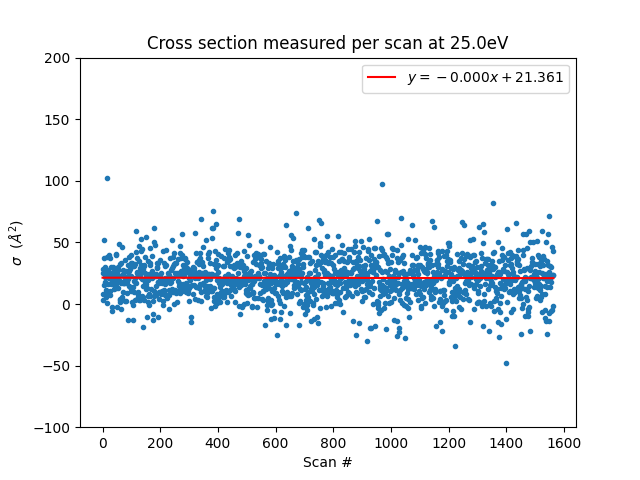 Cross section measured per scan at 25.0eV
y = −0.000x + 21.361
200
150
100
50
0
−50
−100
σ (Å²)
0 200 400 600 800 1000 1200 1400 1600
Scan #